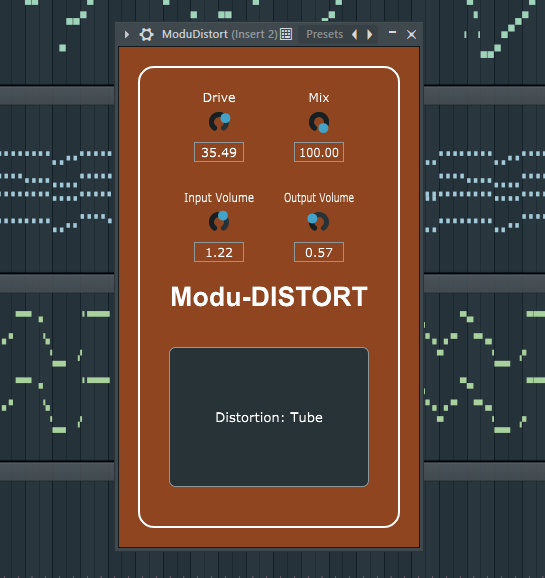 ModuDistort (Insert 2) Presets
Drive Mix
35.49 100.00
Input Volume Output Volume
1.22 0.57
Modu-DISTORT
Distortion: Tube